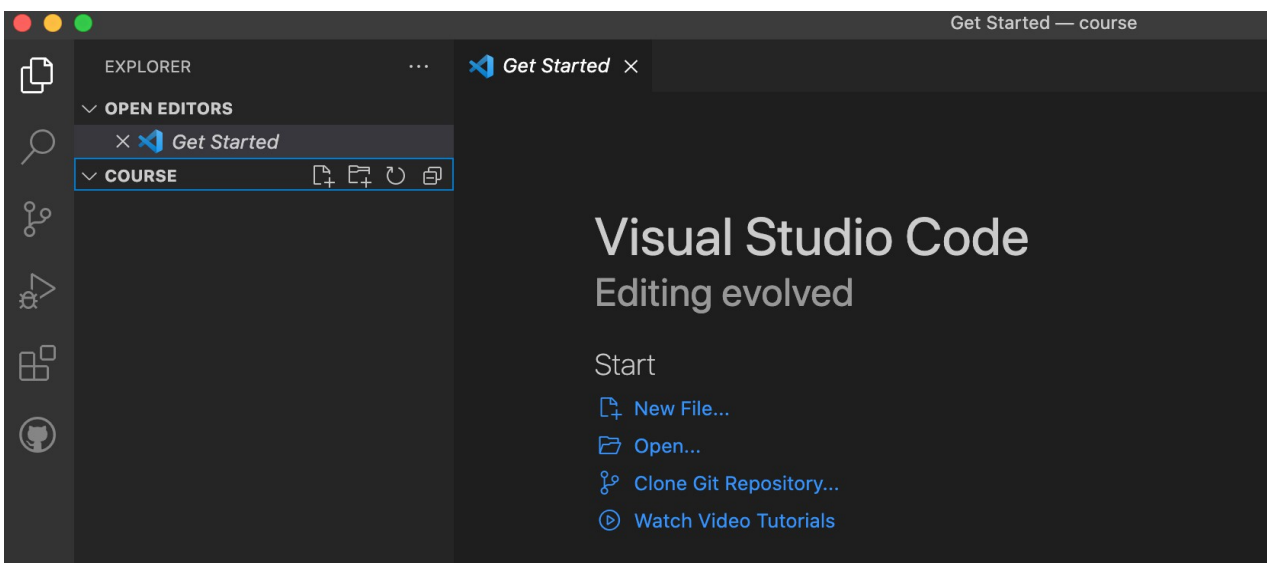 Get Started — course
EXPLORER
Get Started
OPEN EDITORS
Get Started
COURSE
Visual Studio Code
Editing evolved
Start
New File...
Open...
Clone Git Repository...
Watch Video Tutorials